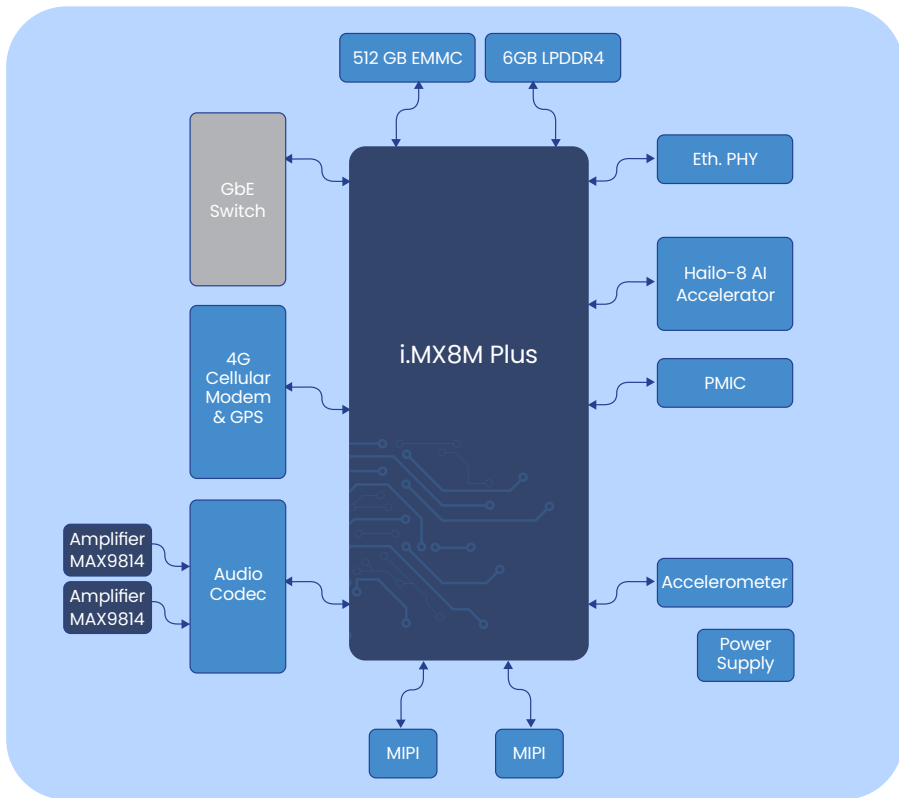 512 GB EMMC
6GB LPDDR4
GbE
Switch
Eth. PHY
Hailo-8 AI
Accelerator
i.MX8M Plus
4G
Cellular
Modem
& GPS
PMIC
Amplifier
MAX9814
Amplifier
MAX9814
Audio
Codec
Accelerometer
Power
Supply
MIPI
MIPI